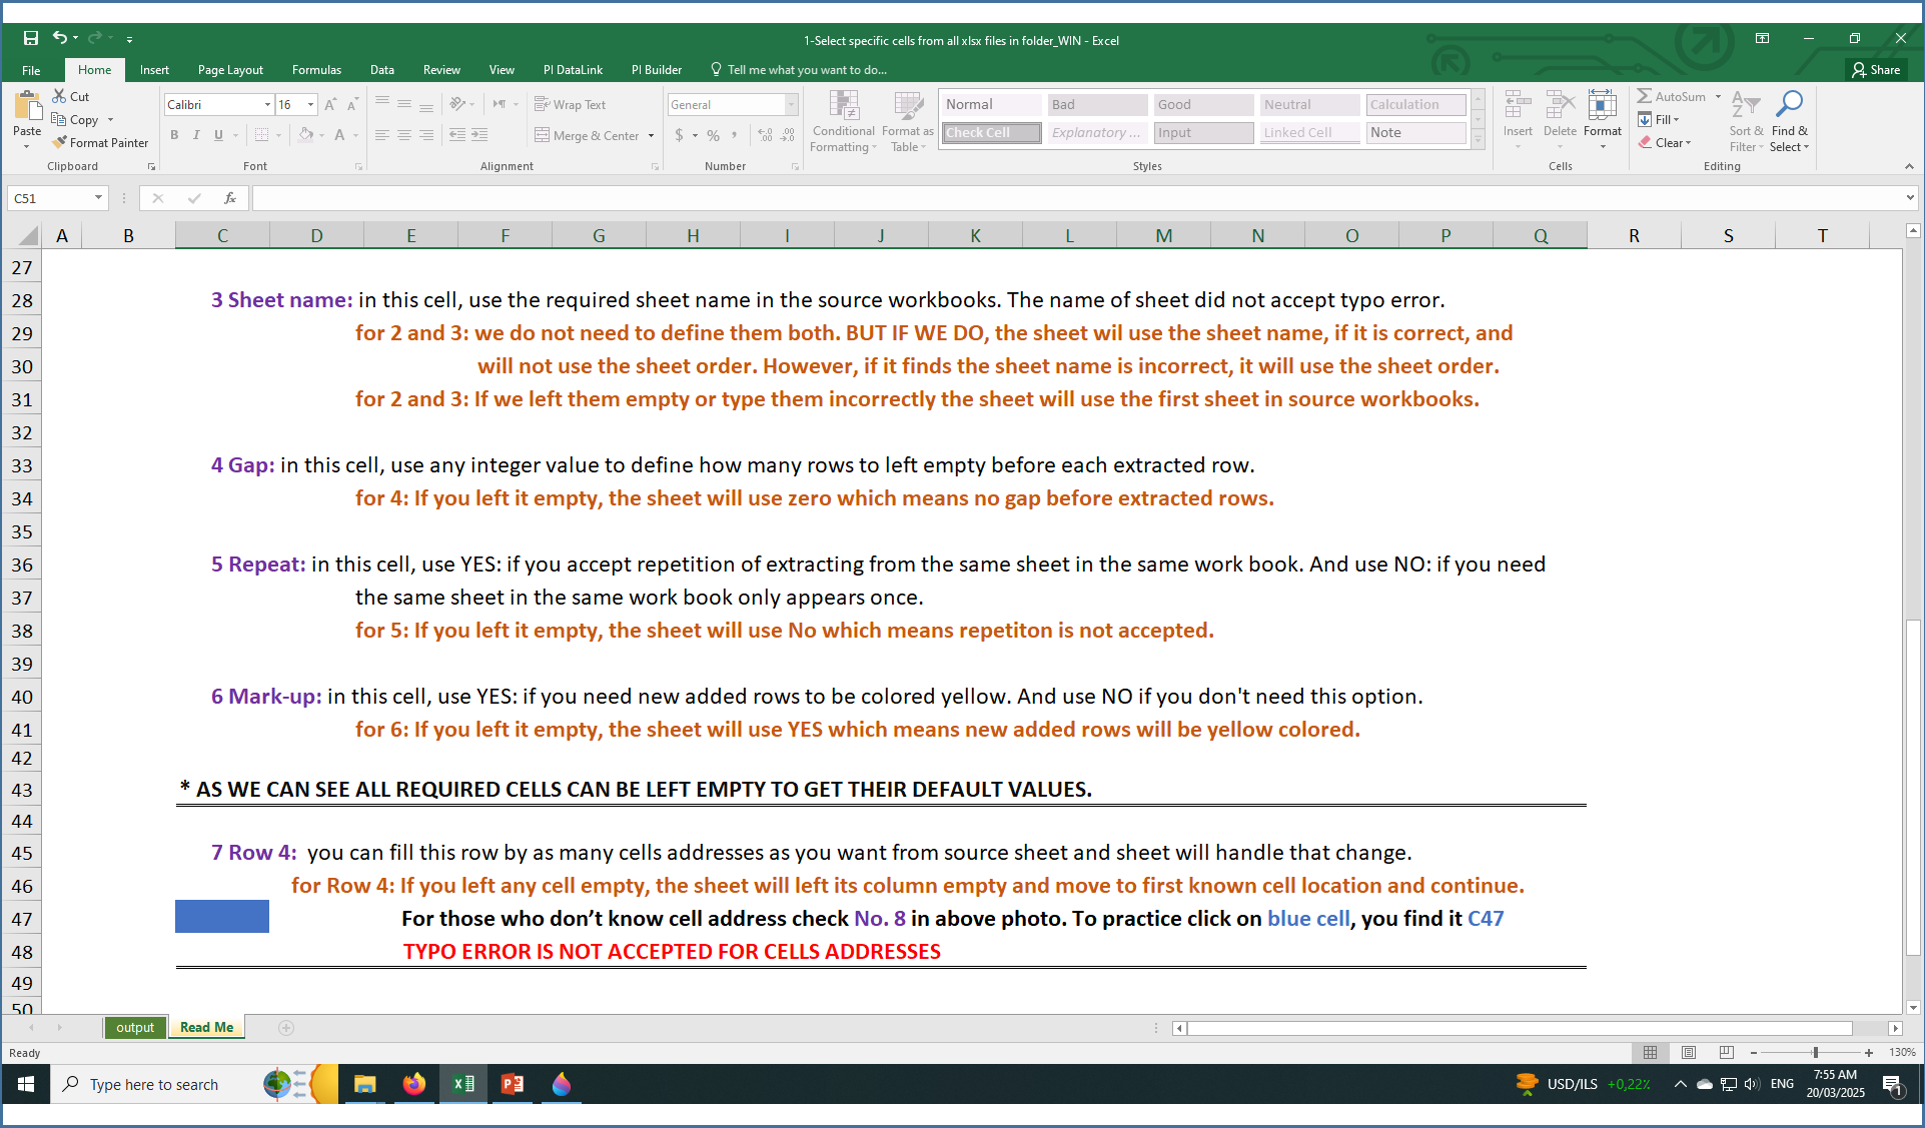 1-Select specific cells from all xlsx files in folder_WIN - Excel
File Home Insert Page Layout Formulas Data Review View PI DataLink PI Builder Tell me what you want to do... Share
Paste
Cut
Copy
Format Painter
Clipboard
Calibri 16
B I U A
Font
Wrap Text
Merge & Center
Alignment
General
$ % ,
Number
Conditional Formatting
Format as Table
Normal Bad Good Neutral Calculation
Check Cell Explanatory ... Input Linked Cell Note
Styles
Insert Delete Format
Cells
AutoSum
Fill
Clear
Sort & Filter
Find & Select
Editing
C51 fx
A B C D E F G H I J K L M N O P Q R S T
27
28 3 Sheet name: in this cell, use the required sheet name in the source workbooks. The name of sheet did not accept typo error.
29 for 2 and 3: we do not need to define them both. BUT IF WE DO, the sheet wil use the sheet name, if it is correct, and
30 will not use the sheet order. However, if it finds the sheet name is incorrect, it will use the sheet order.
31 for 2 and 3: If we left them empty or type them incorrectly the sheet will use the first sheet in source workbooks.
32
33 4 Gap: in this cell, use any integer value to define how many rows to left empty before each extracted row.
34 for 4: If you left it empty, the sheet will use zero which means no gap before extracted rows.
35
36 5 Repeat: in this cell, use YES: if you accept repetition of extracting from the same sheet in the same work book. And use NO: if you need
37 the same sheet in the same work book only appears once.
38 for 5: If you left it empty, the sheet will use No which means repetiton is not accepted.
39
40 6 Mark-up: in this cell, use YES: if you need new added rows to be colored yellow. And use NO if you don't need this option.
41 for 6: If you left it empty, the sheet will use YES which means new added rows will be yellow colored.
42
43 * AS WE CAN SEE ALL REQUIRED CELLS CAN BE LEFT EMPTY TO GET THEIR DEFAULT VALUES.
44
45 7 Row 4: you can fill this row by as many cells addresses as you want from source sheet and sheet will handle that change.
46 for Row 4: If you left any cell empty, the sheet will left its column empty and move to first known cell location and continue.
47 For those who don’t know cell address check No. 8 in above photo. To practice click on blue cell, you find it C47
48 TYPO ERROR IS NOT ACCEPTED FOR CELLS ADDRESSES
49
50
output Read Me
Ready 130%
Type here to search USD/ILS +0,22% ENG 7:55 AM
20/03/2025 1